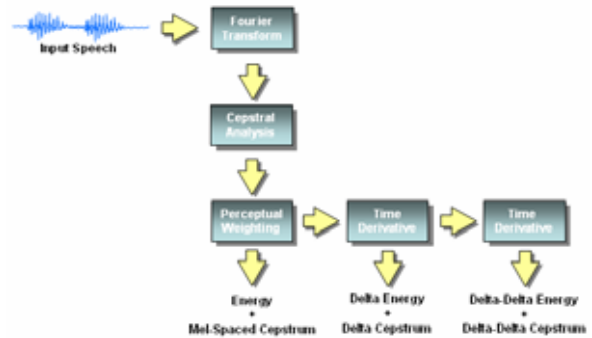 Input Speech
Fourier
Transform
Cepstral
Analysis
Perceptual
Weighting
Time
Derivative
Time
Derivative
Energy
+
Mel-Spaced Cepstrum
Delta Energy
+
Delta Cepstrum
Delta-Delta Energy
+
Delta-Delta Cepstrum